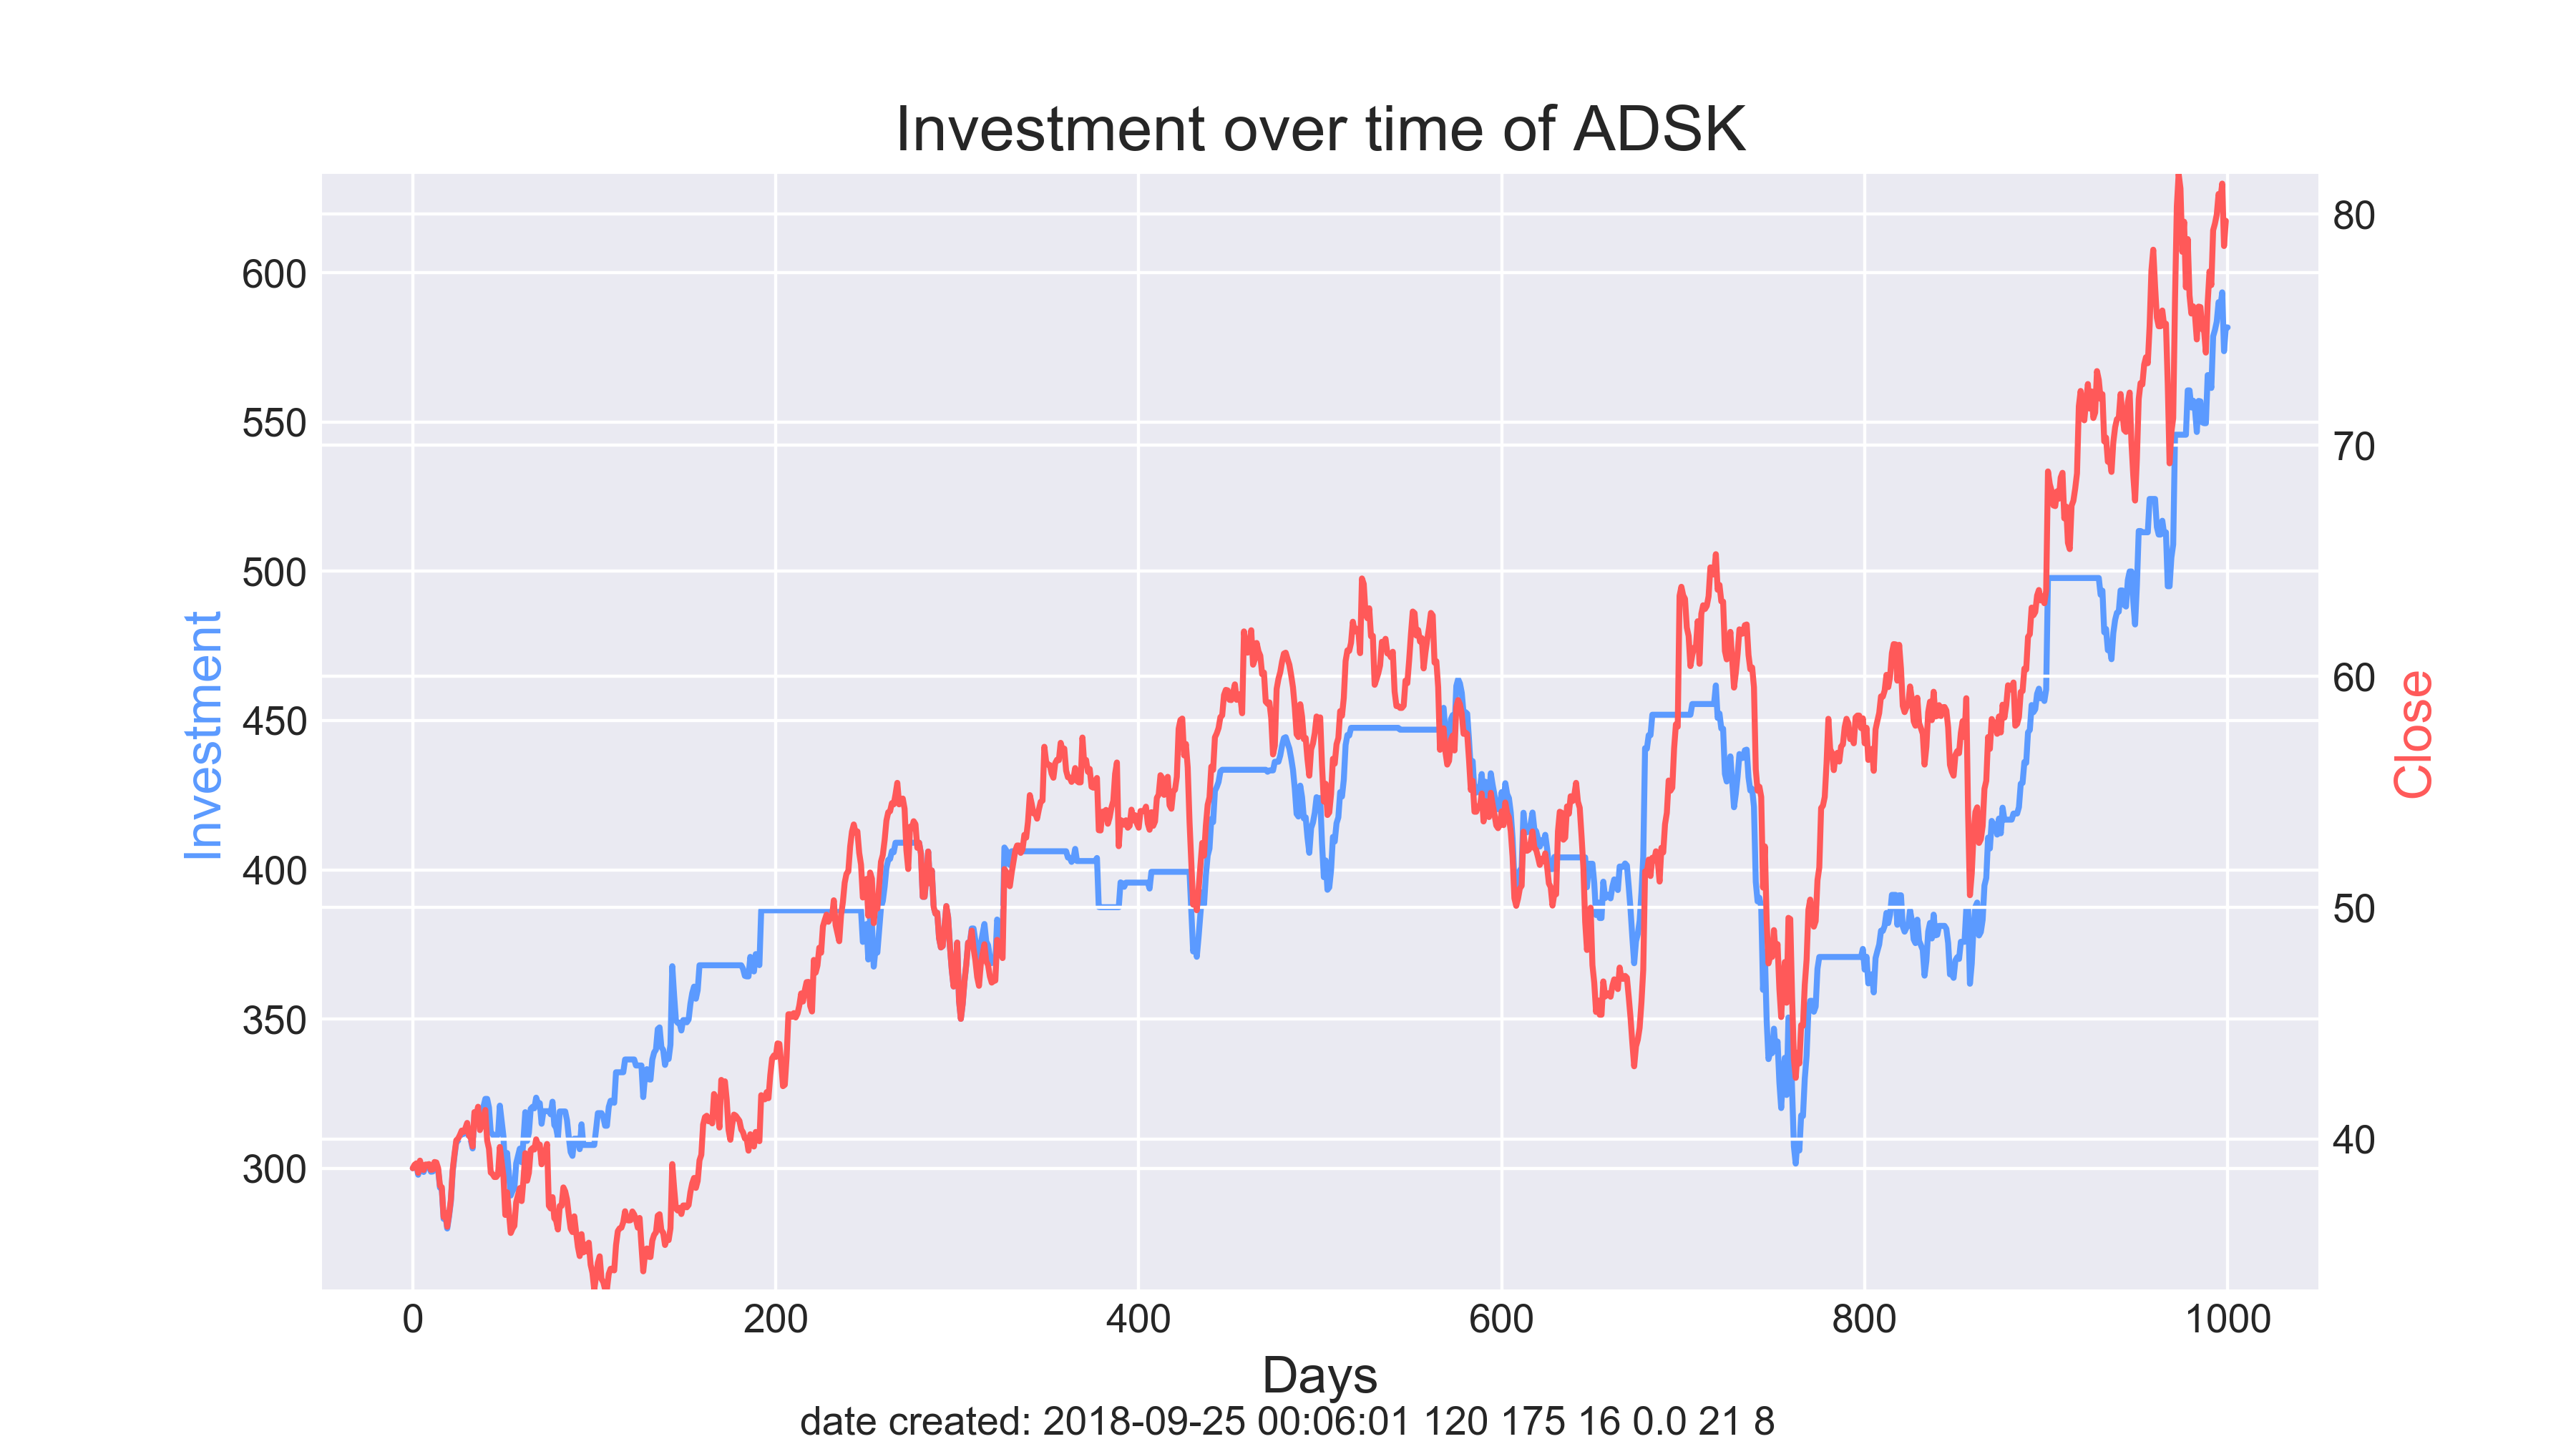 Investment over time of ADSK
600
550
500
450
400
350
300
Investment
80
70
60
50
40
Close
0 200 400 600 800 1000
Days
date created: 2018-09-25 00:06:01 120 175 16 0.0 21 8